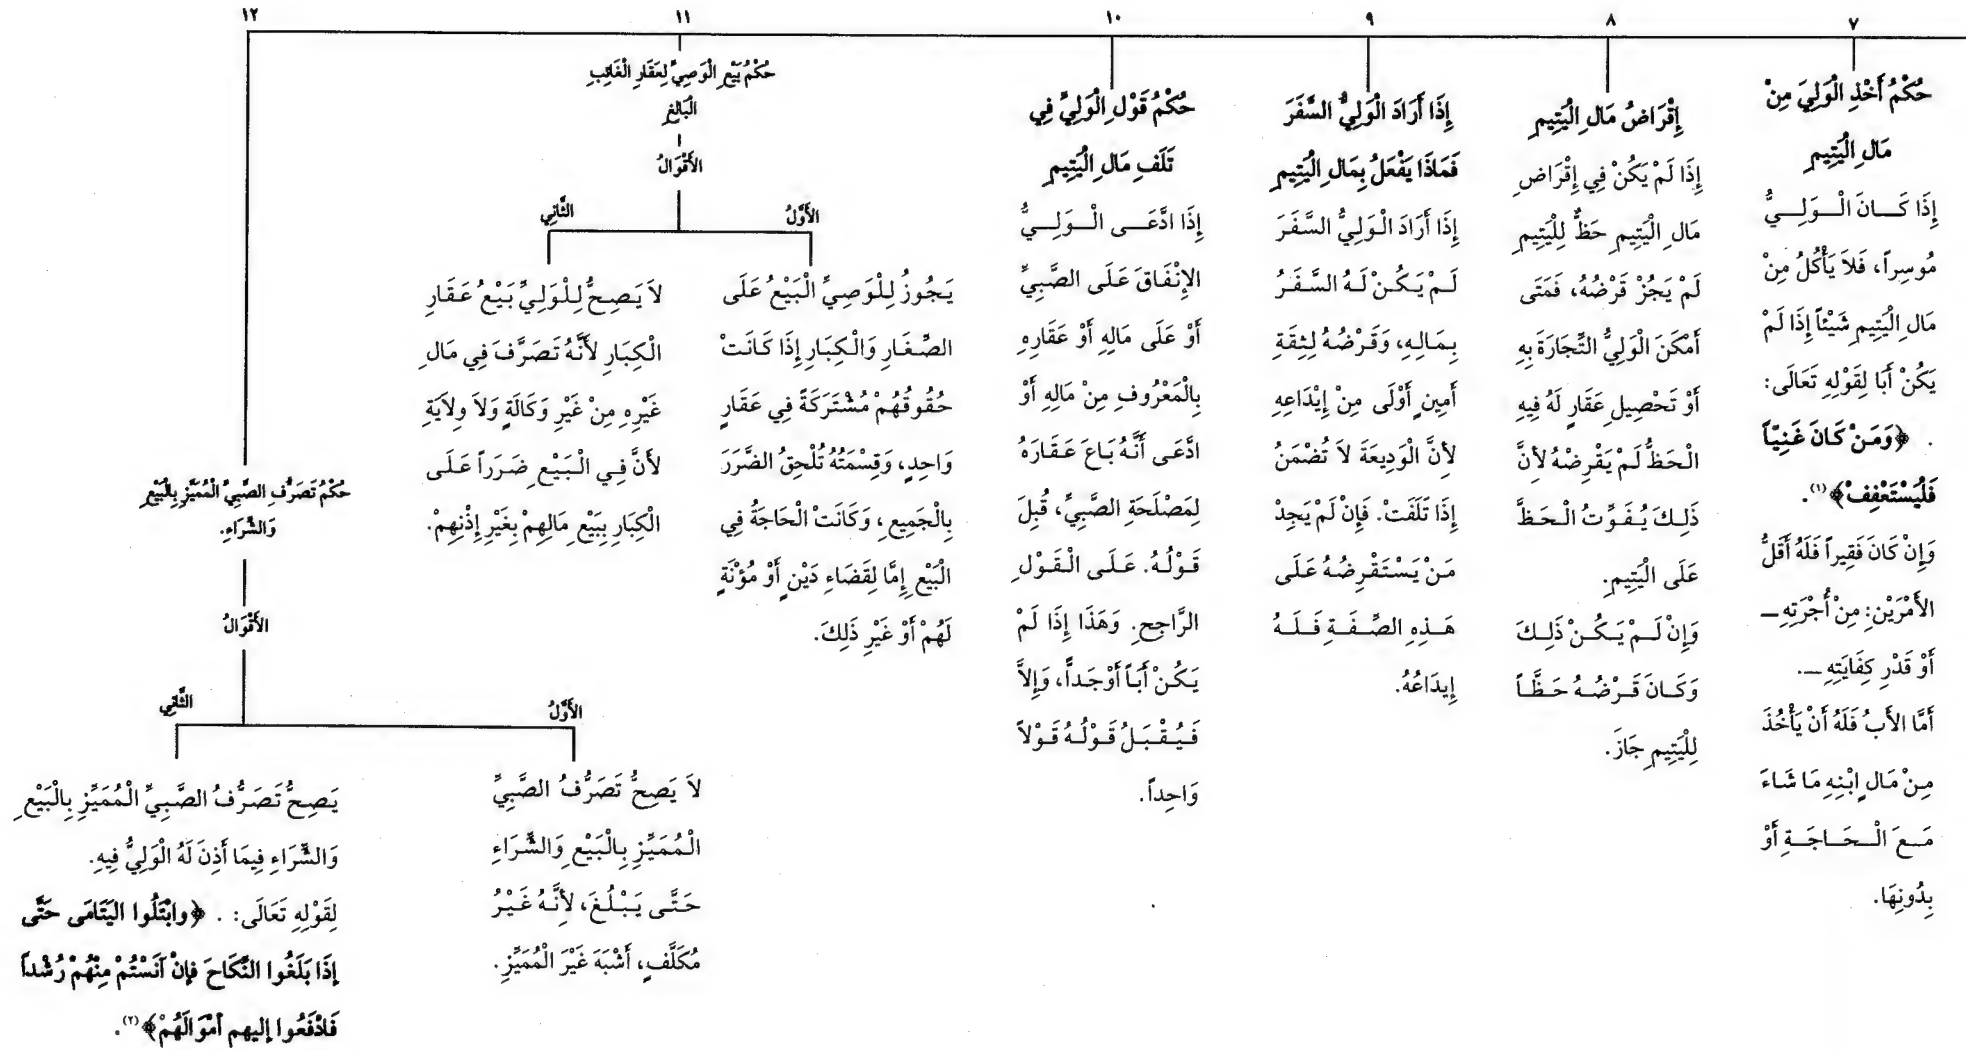 ٧
حُكْمُ أَخْذِ الْوَلِيِّ مِنْ
مَالِ الْيَتِيمِ
إِذَا كَانَ الْوَلِيُّ
مُوسِراً، فَلاَ يَأْكُلُ مِنْ
مَالِ الْيَتِيمِ شَيْئاً إِذَا لَمْ
يَكُنْ أَبَا لِقَوْلِهِ تَعَالَى:
. ﴿وَمَنْ كَانَ غَنِيّاً
فَلْيَسْتَعْفِفْ﴾(١).
وَإِنْ كَانَ فَقِيراً فَلَهُ أَقَلُّ
الأَمْرَيْنِ: مِنْ أُجْرَتِهِ ــ
أَوْ قَدْرِ كِفَايَتِهِ ــ.
أَمَّا الأَبُ فَلَهُ أَنْ يَأْخُذَ
مِنْ مَالِ ابْنِهِ مَا شَاءَ
مَعَ الْحَاجَةِ أَوْ
بِدُونِهَا.
٨
إِقْرَاضُ مَالِ الْيَتِيمِ
إِذَا لَمْ يَكُنْ فِي إِقْرَاضِ
مَالِ الْيَتِيمِ حَظٌّ لِلْيَتِيمِ
لَمْ يَجُزْ قَرْضُهُ، فَمَتَى
أَمْكَنَ الْوَلِيُّ التِّجَارَةَ بِهِ
أَوْ تَحْصِيلِ عَقَارٍ لَهُ فِيهِ
الْحَظُّ لَمْ يَقْرِضْهُ لأَنَّ
ذَلِكَ يُفَوِّتُ الْحَظَّ
عَلَى الْيَتِيمِ.
وَإِنْ لَمْ يَكُنْ ذَلِكَ
وَكَانَ قَرْضُهُ حَظّاً
لِلْيَتِيمِ جَازَ.
٩
إِذَا أَرَادَ الْوَلِيُّ السَّفَرَ
فَمَاذَا يَفْعَلُ بِمَالِ الْيَتِيمِ
إِذَا أَرَادَ الْوَلِيُّ السَّفَرَ
لَمْ يَكُنْ لَهُ السَّفَرُ
بِمَالِهِ، وَقَرْضُهُ لِثِقَةِ
أَمِينٍ أَوْلَى مِنْ إِيْدَاعِهِ
لأِنَّ الْوَدِيعَةَ لاَ تُضْمَنُ
إِذَا تَلَفَتْ. فَإِنْ لَمْ يَجِدْ
مَنْ يَسْتَقْرِضُهُ عَلَى
هَذِهِ الصِّفَةِ فَلَهُ
إِيدَاعُهُ.
١٠
حُكْمُ قَوْلِ الْوَلِيِّ فِي
تَلَفِ مَالِ الْيَتِيمِ
إِذَا ادَّعَى الْوَلِيُّ
الإِنْفَاقَ عَلَى الصَّبِيِّ
أَوْ عَلَى مَالِهِ أَوْ عَقَارِهِ
بِالْمَعْرُوفِ مِنْ مَالِهِ أَوْ
ادَّعَى أَنَّهُ بَاعَ عَقَارَهُ
لِمَصْلَحَةِ الصَّبِيِّ، قُبِلَ
قَوْلُهُ. عَلَى الْقَوْلِ
الرَّاجِحِ. وَهَذَا إِذَا لَمْ
يَكُنْ أَباً أَوْجَداً، وَإِلاَّ
فَيُقْبَلُ قَوْلُهُ قَوْلاً
وَاحِداً.
١١
حُكْمُ بَيْعِ الْوَصِيِّ لِعَقَارِ الْغَائِبِ
الْبَالِغِ
الأَقْوَالُ
الأَوَّلُ
يَجُوزُ لِلْوَصِيِّ الْبَيْعُ عَلَى
الصِّغَارِ وَالْكِبَارِ إِذَا كَانَتْ
حُقُوقُهُمْ مُشْتَرَكَةً فِي عَقَارٍ
وَاحِدٍ، وَقِسْمَتُهُ تُلْحِقُ الضَّرَرَ
بِالْجَمِيعِ، وَكَانَتْ الْحَاجَةُ فِي
الْبَيْعِ إِمَّا لِقَضَاءِ دَيْنٍ أَوْ مُؤْنَةٍ
لَهُمْ أَوْ غَيْرِ ذَلِكَ.
الثَّانِي
لاَ يَصِحُّ لِلْوَلِيِّ بَيْعُ عَقَارِ
الْكِبَارِ لأَنَّهُ تَصَرَّفَ فِي مَالِ
غَيْرِهِ مِنْ غَيْرِ وَكَالَةٍ وَلاَ وِلاَيَةٍ
لأَنَّ فِي الْبَيْعِ ضَرَراً عَلَى
الْكِبَارِ بِبَيْعِ مَالِهِمْ بِغَيْرِ إِذْنِهِمْ.
١٢
حُكْمُ تَصَرُّفِ الصَّبِيِّ الْمُمَيِّزِ بِالْبَيْعِ
وَالشِّرَاءِ.
الأَقْوَالُ
الأَوَّلُ
لاَ يَصِحُّ تَصَرُّفُ الصَّبِيِّ
الْمُمَيِّزِ بِالْبَيْعِ وَالشِّرَاءِ
حَتَّى يَبْلُغَ، لأِنَّهُ غَيْرُ
مُكَلَّفٍ، أَشْبَهَ غَيْرَ الْمُمَيِّزِ.
الثَّانِي
يَصِحُّ تَصَرُّفُ الصَّبِيِّ الْمُمَيِّزِ بِالْبَيْعِ
وَالشِّرَاءِ فِيمَا أَذِنَ لَهُ الْوَلِيُّ فِيهِ.
لِقَوْلِهِ تَعَالَى: . ﴿وابْتَلُوا اليَتَامَى حَتَّى
إِذَا بَلَغُوا النِّكَاحَ فإنْ آنَسْتُمْ مِنْهُمْ رُشْداً
فَادْفَعُوا إليهم أمْوَالَهُمْ﴾(٢).